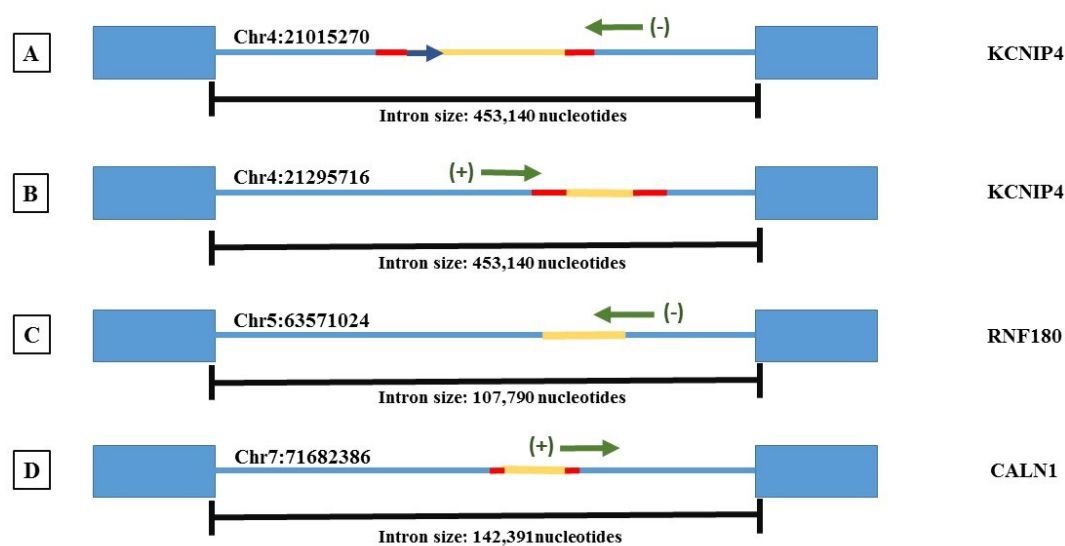 A
Chr4:21015270
(-)
KCNIP4
Intron size: 453,140 nucleotides
B
Chr4:21295716
(+)
KCNIP4
Intron size: 453,140 nucleotides
C
Chr5:63571024
(-)
RNF180
Intron size: 107,790 nucleotides
D
Chr7:71682386
(+)
CALN1
Intron size: 142,391nucleotides